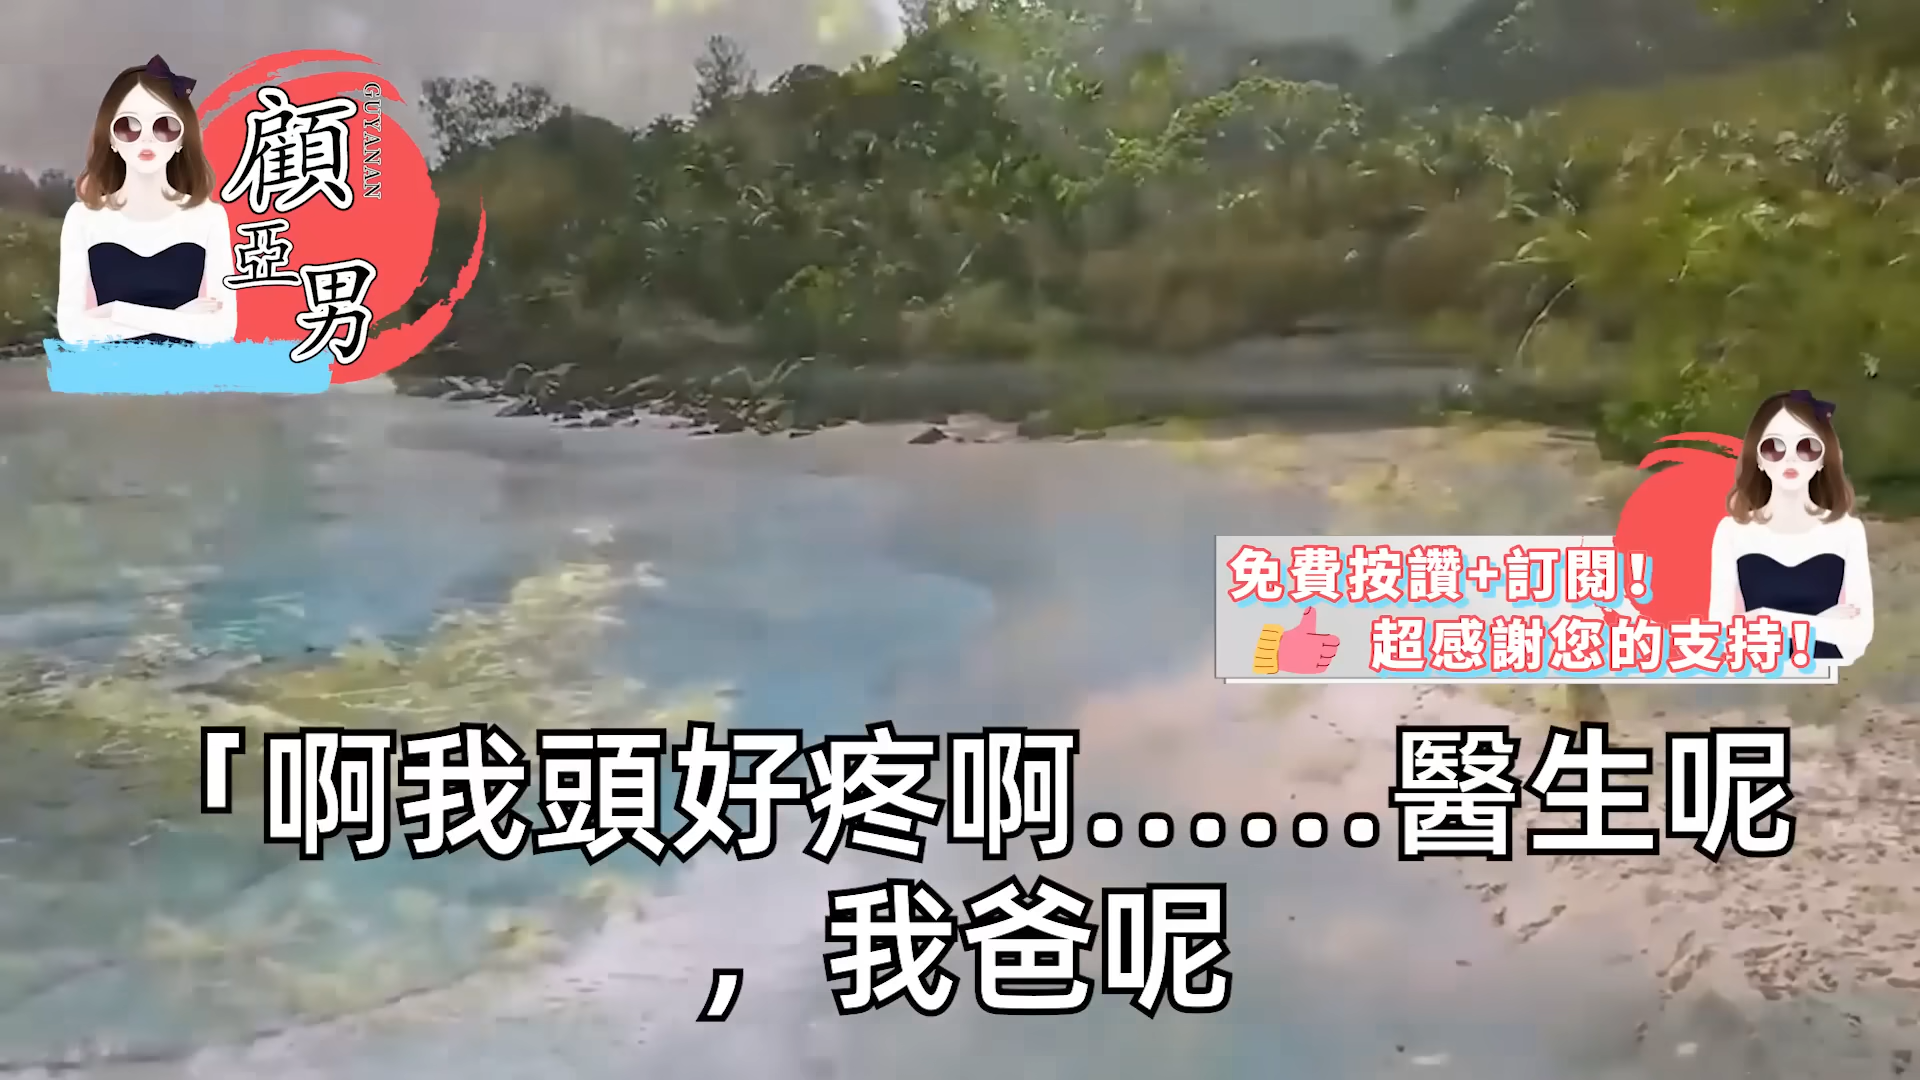 顧
亞
男
GUYANAN
免費按讚+訂閱!
超感謝您的支持!
「啊我頭好疼啊......醫生呢
，我爸呢